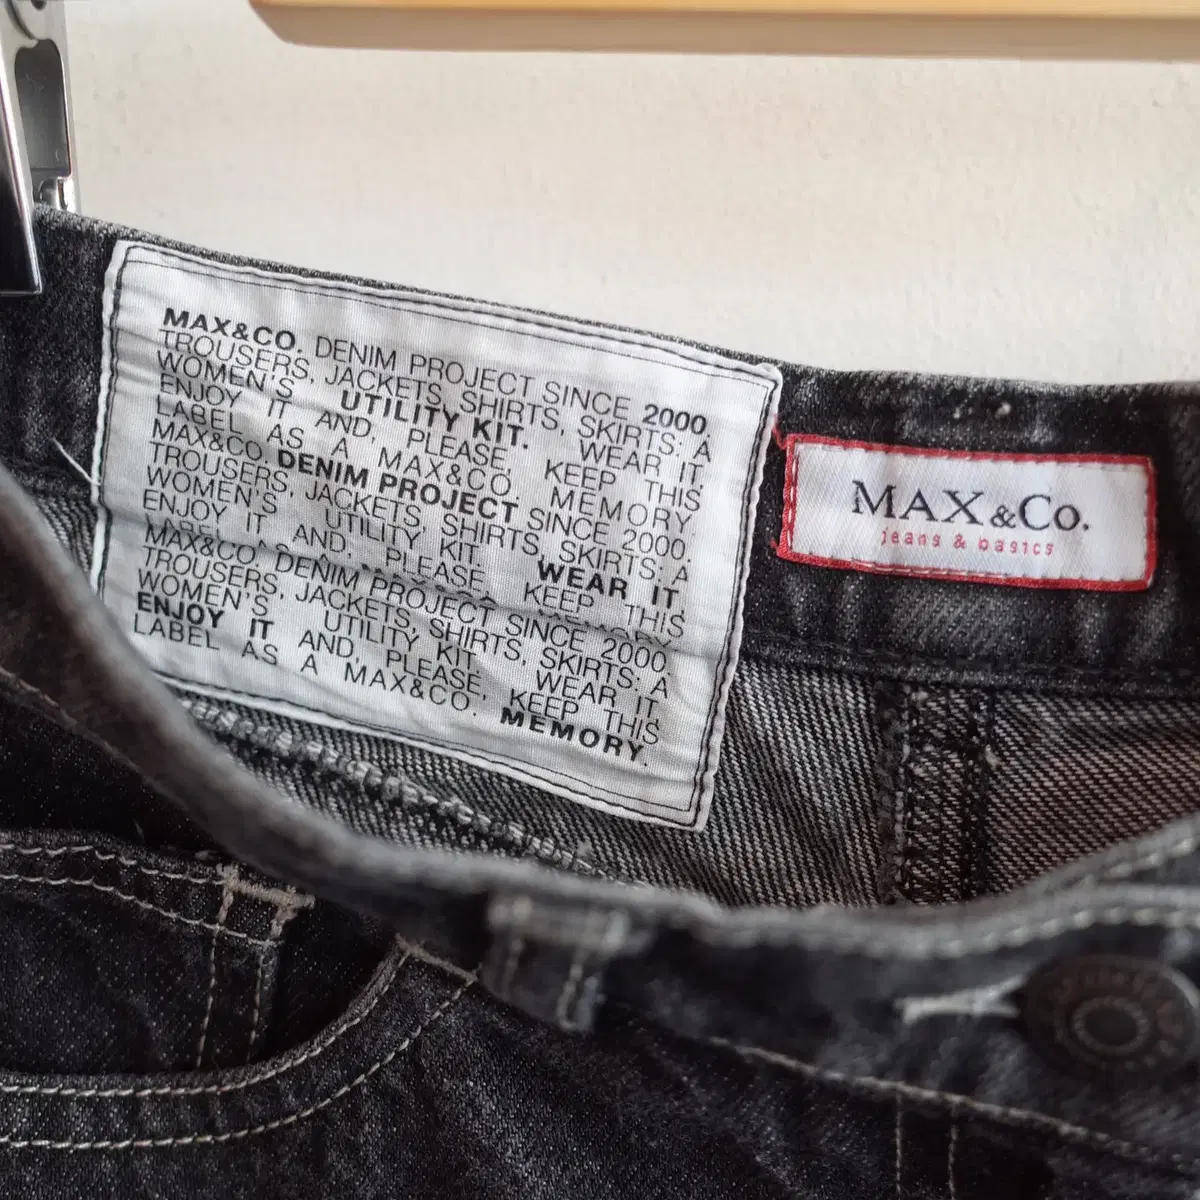 MAX&CO. DENIM PROJECT SINCE 2000
TROUSERS, JACKETS, SHIRTS, SKIRTS: A
WOMEN'S UTILITY KIT. WEAR IT,
ENJOY IT AND, PLEASE, KEEP THIS
LABEL AS A MAX&CO. MEMORY
MAX&CO. DENIM PROJECT SINCE 2000.
TROUSERS, JACKETS, SHIRTS, SKIRTS: A
WOMEN'S UTILITY KIT. WEAR IT,
ENJOY IT AND, PLEASE, KEEP THIS
MAX&CO. DENIM PROJECT SINCE 2000.
TROUSERS, JACKETS, SHIRTS, SKIRTS: A
WOMEN'S UTILITY KIT. WEAR IT,
ENJOY IT AND, PLEASE, KEEP THIS
LABEL AS A MAX&CO. MEMORY.
MAX&CO.
jeans & basics